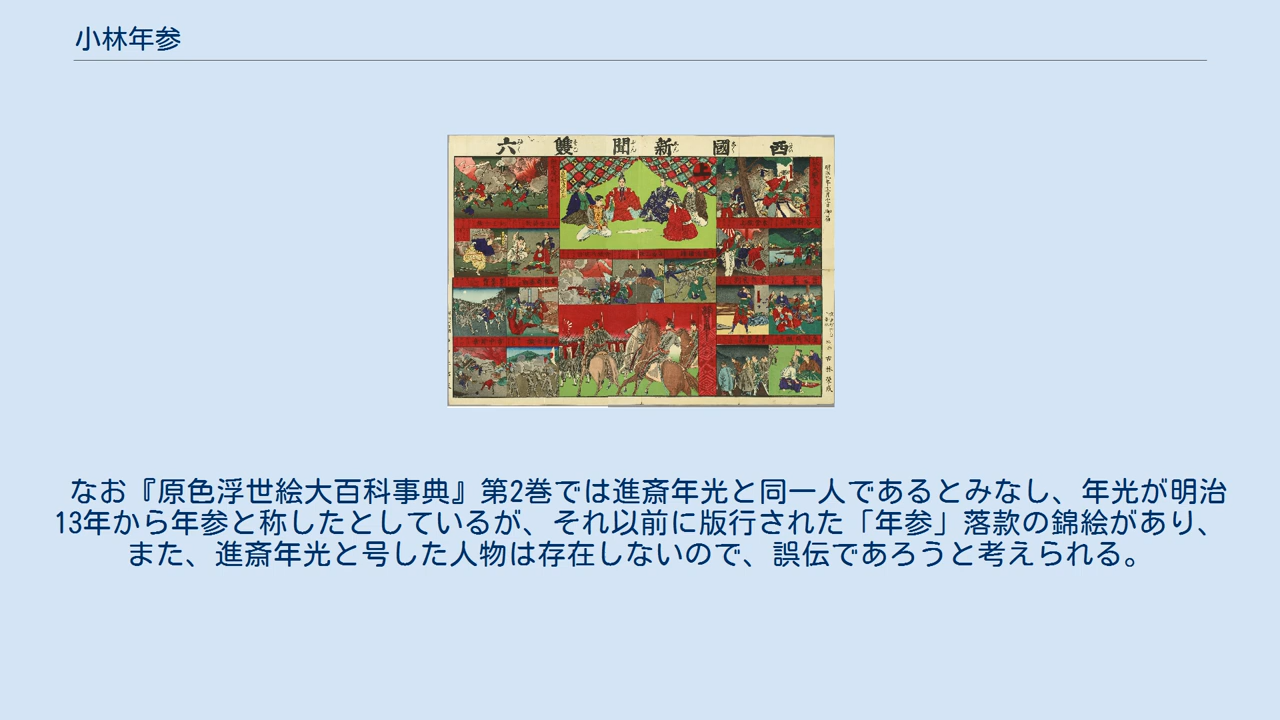 小林年参
西國新聞雙六
上
なお『原色浮世絵大百科事典』第2巻では進斎年光と同一人であるとみなし、年光が明治
13年から年参と称したとしているが、それ以前に版行された「年参」落款の錦絵があり、
また、進斎年光と号した人物は存在しないので、誤伝であろうと考えられる。